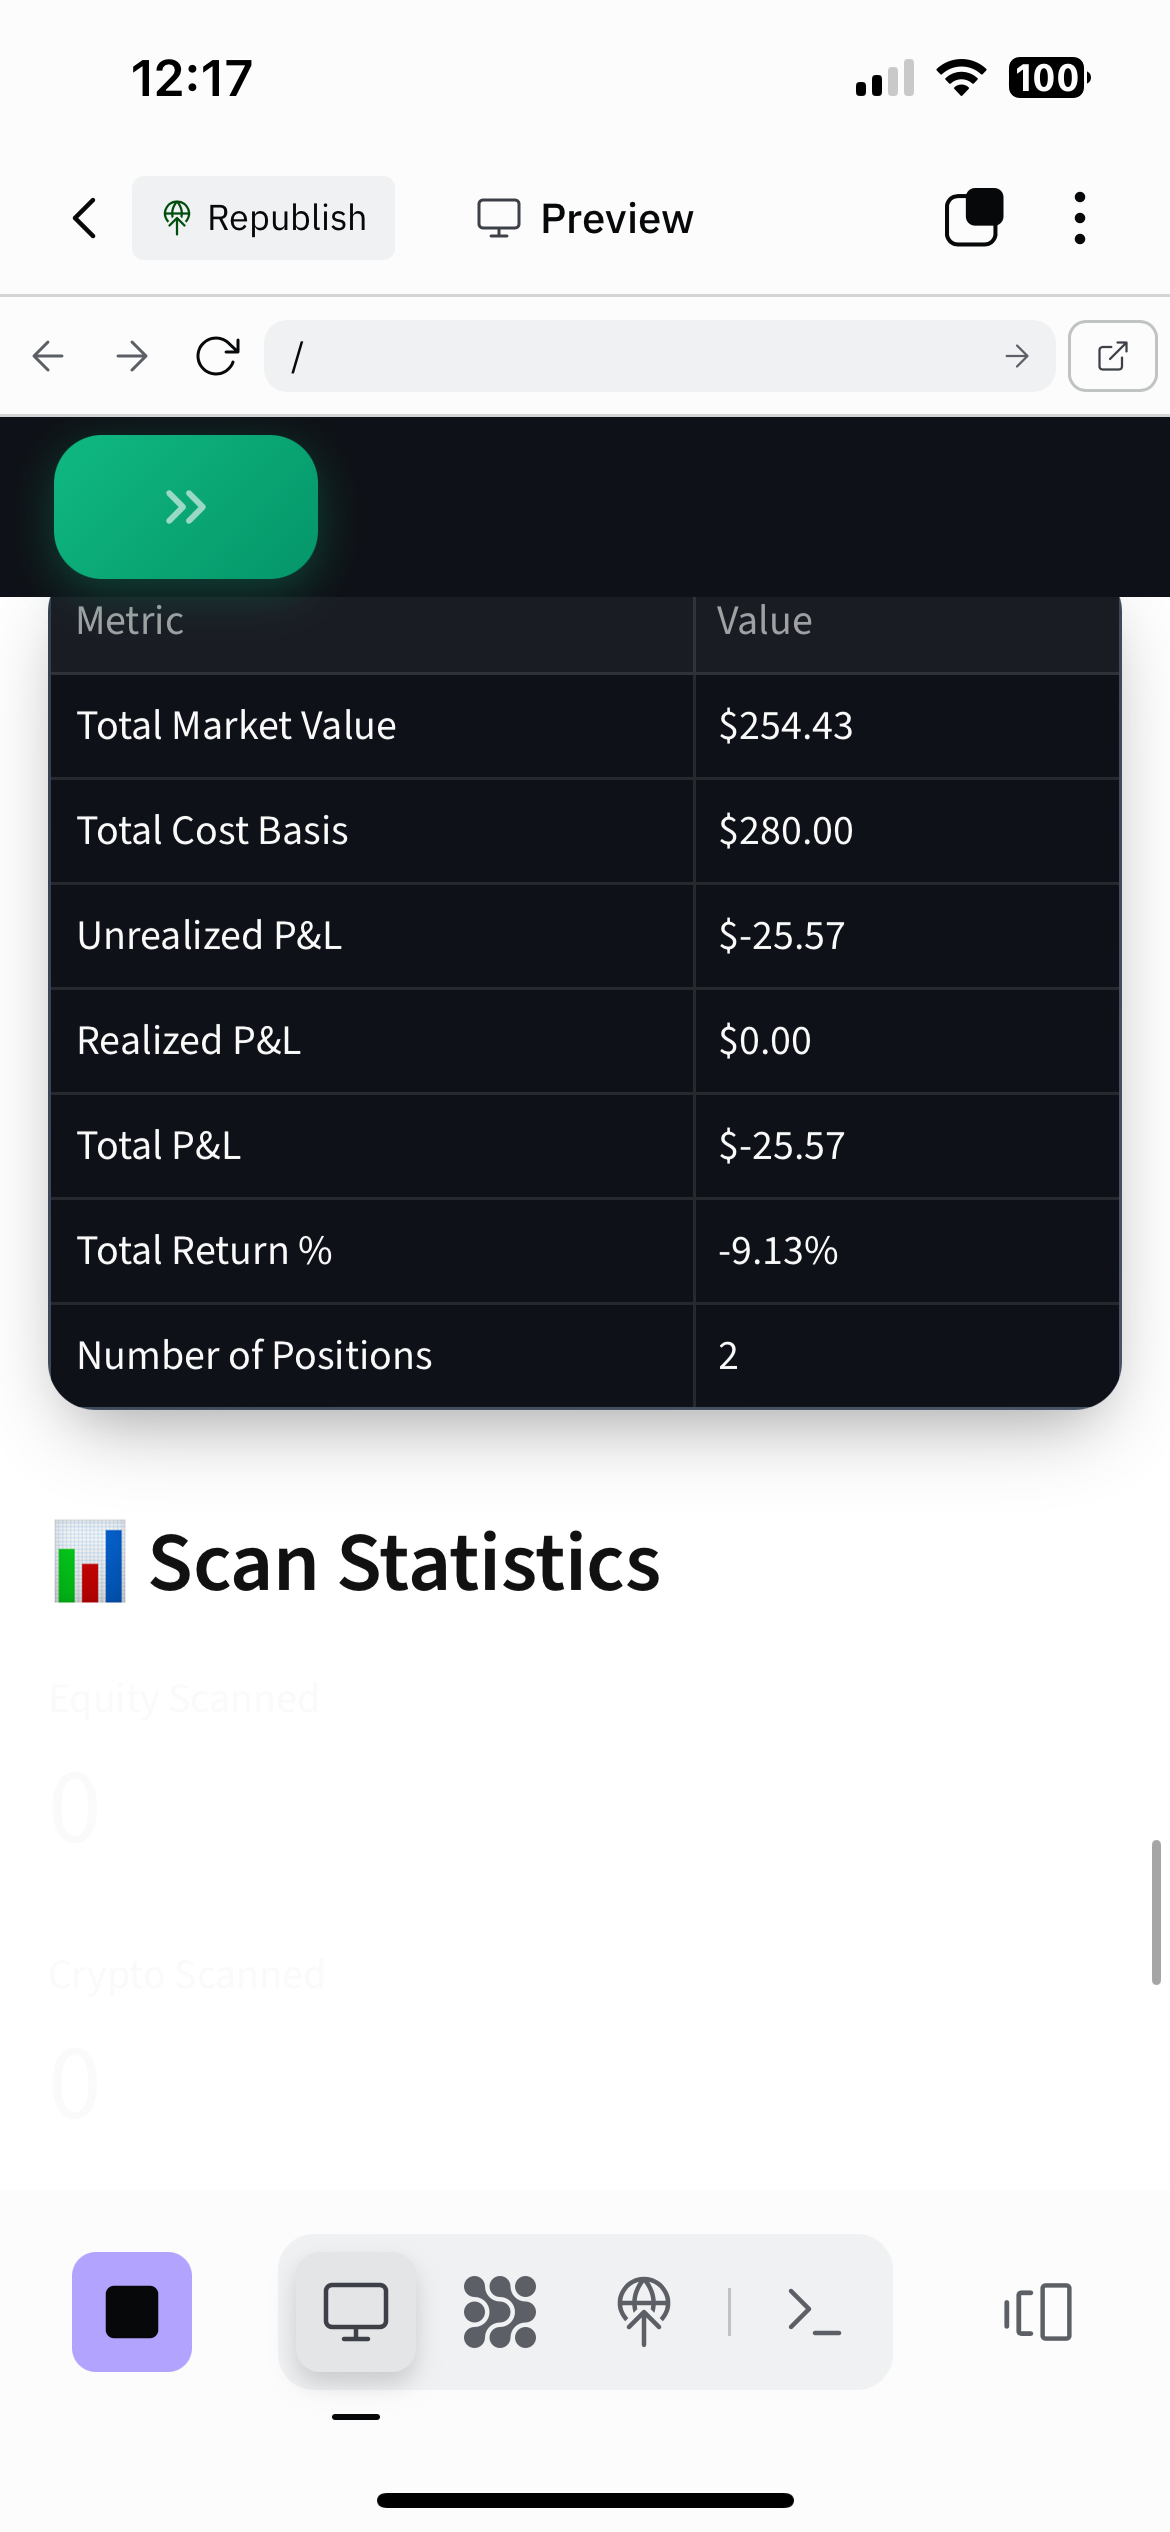 12:17
100
Republish
Preview
/
Metric Value
Total Market Value $254.43
Total Cost Basis $280.00
Unrealized P&L $-25.57
Realized P&L $0.00
Total P&L $-25.57
Total Return % -9.13%
Number of Positions 2
Scan Statistics
Equity Scanned
0
Crypto Scanned
0